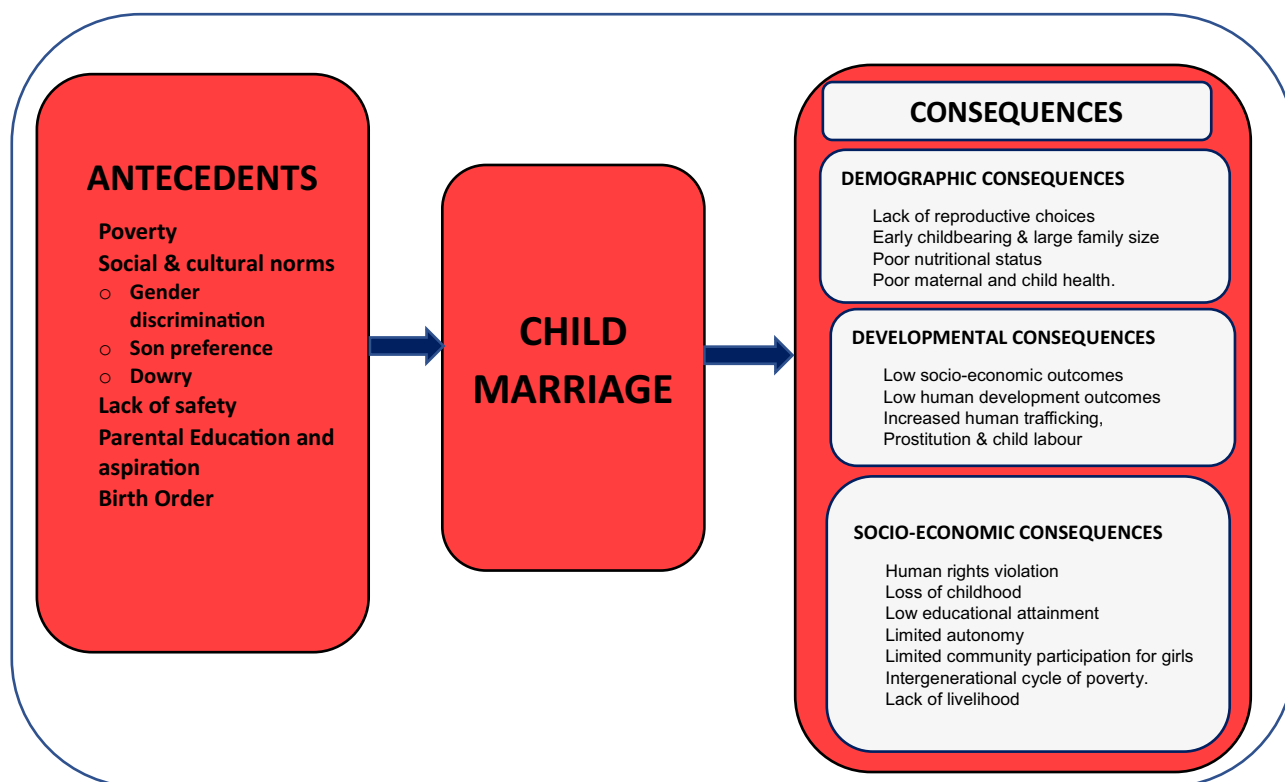 ANTECEDENTS
Poverty
Social & cultural norms
o Gender
discrimination
o Son preference
o Dowry
Lack of safety
Parental Education and
aspiration
Birth Order
CHILD
MARRIAGE
CONSEQUENCES
DEMOGRAPHIC CONSEQUENCES
Lack of reproductive choices
Early childbearing & large family size
Poor nutritional status
Poor maternal and child health.
DEVELOPMENTAL CONSEQUENCES
Low socio-economic outcomes
Low human development outcomes
Increased human trafficking,
Prostitution & child labour
SOCIO-ECONOMIC CONSEQUENCES
Human rights violation
Loss of childhood
Low educational attainment
Limited autonomy
Limited community participation for girls
Intergenerational cycle of poverty.
Lack of livelihood